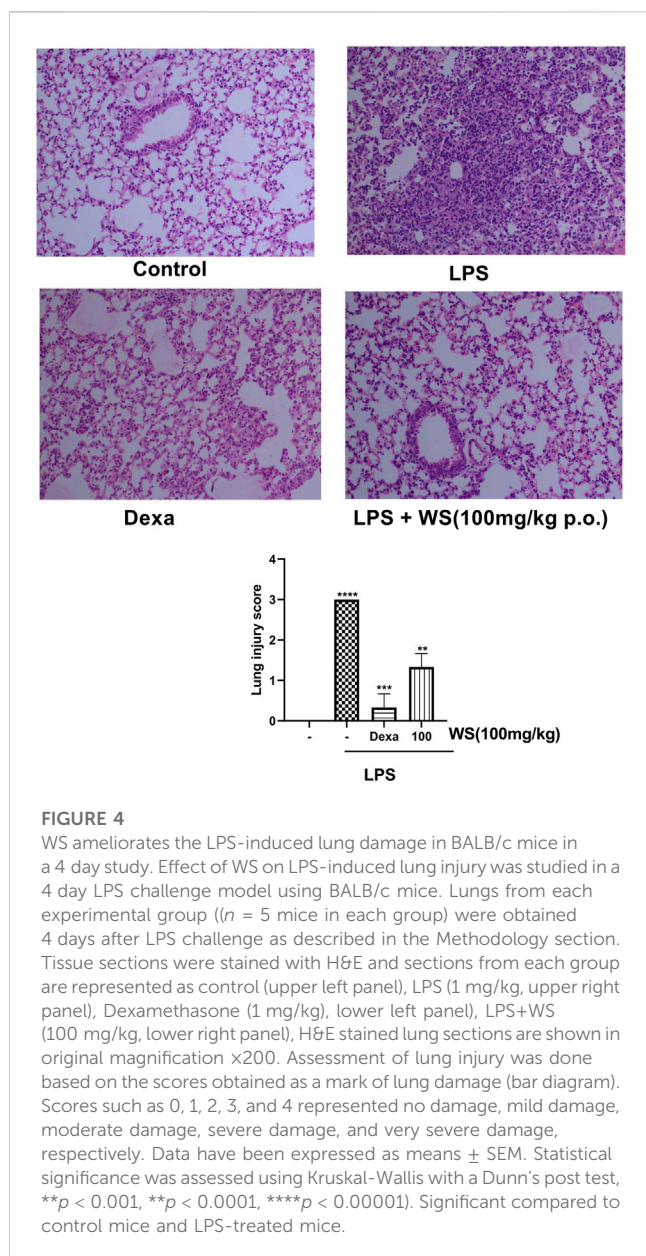 Control
LPS
Dexa
LPS + WS(100mg/kg p.o.)
4
3
2
1
0
Lung injury score
****
***
**
-
-
Dexa
100
WS(100mg/kg)
LPS
FIGURE 4
WS ameliorates the LPS-induced lung damage in BALB/c mice in
a 4 day study. Effect of WS on LPS-induced lung injury was studied in a
4 day LPS challenge model using BALB/c mice. Lungs from each
experimental group ((n = 5 mice in each group) were obtained
4 days after LPS challenge as described in the Methodology section.
Tissue sections were stained with H&E and sections from each group
are represented as control (upper left panel), LPS (1 mg/kg, upper right
panel), Dexamethasone (1 mg/kg), lower left panel), LPS+WS
(100 mg/kg, lower right panel), H&E stained lung sections are shown in
original magnification ×200. Assessment of lung injury was done
based on the scores obtained as a mark of lung damage (bar diagram).
Scores such as 0, 1, 2, 3, and 4 represented no damage, mild damage,
moderate damage, severe damage, and very severe damage,
respectively. Data have been expressed as means ± SEM. Statistical
significance was assessed using Kruskal-Wallis with a Dunn's post test,
**p < 0.001, **p < 0.0001, ****p < 0.00001). Significant compared to
control mice and LPS-treated mice.